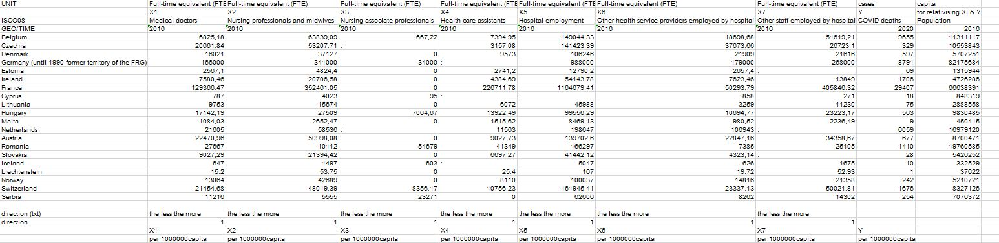 UNIT Full-time equivalent (FTE Full-time equivalent (FTE) Full-time equivalent (FTE) Full-time equivalent (FTE Full-time equivalent (FTE Full-time equivalent (FTE) Full-time equivalent (FTE) cases capita
X1 X2 X3 X4 X5 X6 X7 Y for relativising Xi & Y
ISCO08 Medical doctors Nursing professionals and midwives Nursing associate professionals Health care assistants Hospital employment Other health service providers employed by hospital Other staff employed by hospital COVID-deaths Population
GEO/TIME 2016 2016 2016 2016 2016 2016 2016 2020 2016
Belgium 6825,18 63839,09 667,22 7394,95 149044,33 18698,68 51619,21 9655 11311117
Czechia 20661,84 53207,71 : 3157,08 141423,39 37673,66 26723,1 329 10553843
Denmark 16021 37127 0 9573 106246 21909 21616 597 5707251
Germany (until 1990 former territory of the FRG) 166000 341000 34000 : 988000 179000 268000 8791 82175684
Estonia 2567,1 4824,4 0 2741,2 12790,2 2657,4 : 69 1315944
Ireland 7580,46 20706,58 0 4384,69 54143,78 7623,46 13849 1706 4726286
France 129366,47 352461,05 0 226711,78 1164679,41 50293,79 405846,32 29407 66638391
Cyprus 787 4023 95 : : 858 271 18 848319
Lithuania 9753 15674 0 6072 45988 3259 11230 75 2888558
Hungary 17142,19 27509 7064,67 13922,49 99556,29 10694,77 23223,17 563 9830485
Malta 1084,03 2652,47 0 1515,62 8469,13 980,52 2236,49 9 450415
Netherlands 21605 58536 : 11563 198647 106943 : 6059 16979120
Austria 22470,96 50998,08 0 9027,73 139702,6 22847,16 34358,67 677 8700471
Romania 27667 10112 54679 41349 166297 7385 25105 1410 19760585
Slovakia 9027,29 21394,42 0 6697,27 41442,12 4323,14 : 28 5426252
Iceland 647 1497 603 : 5047 626 1675 10 332529
Liechtenstein 15,2 53,75 0 25,4 167 19,72 52,93 1 37622
Norway 13064 42689 0 8110 100037 14816 21358 242 5210721
Switzerland 21454,68 48019,39 8356,17 10756,23 161945,41 23337,13 50021,81 1676 8327126
Serbia 11216 5555 23271 0 62606 8262 14302 254 7076372
direction (txt) the less the more the less the more the less the more the less the more the less the more the less the more the less the more
direction 1 1 1 1 1 1 1
X1 X2 X3 X4 X5 X6 X7 Y
per 1000000capita per 1000000capita per 1000000capita per 1000000capita per 1000000capita per 1000000capita per 1000000capita per 1000000capita